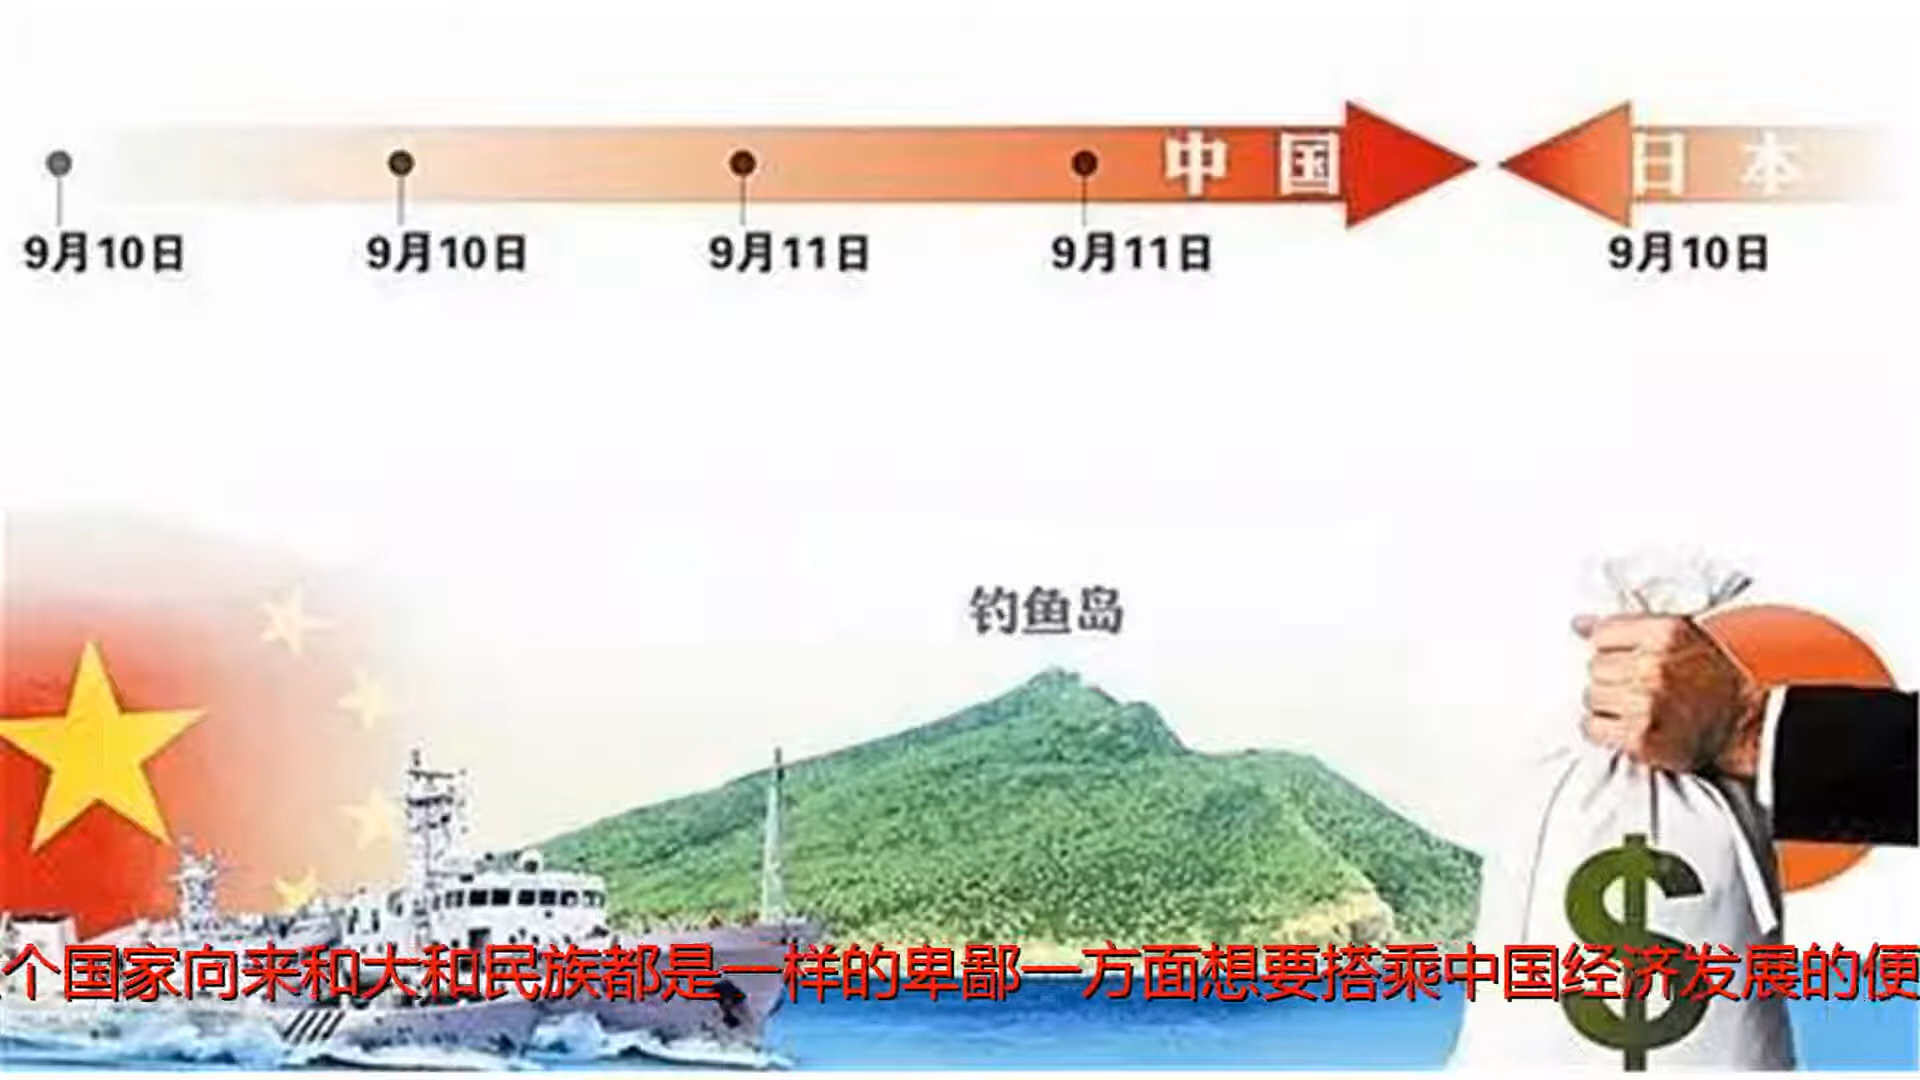 中国 日本
9月10日 9月10日 9月11日 9月11日 9月10日
钓鱼岛
个国家向来和大和民族都是一样的卑鄙一方面想要搭乘中国经济发展的便
$